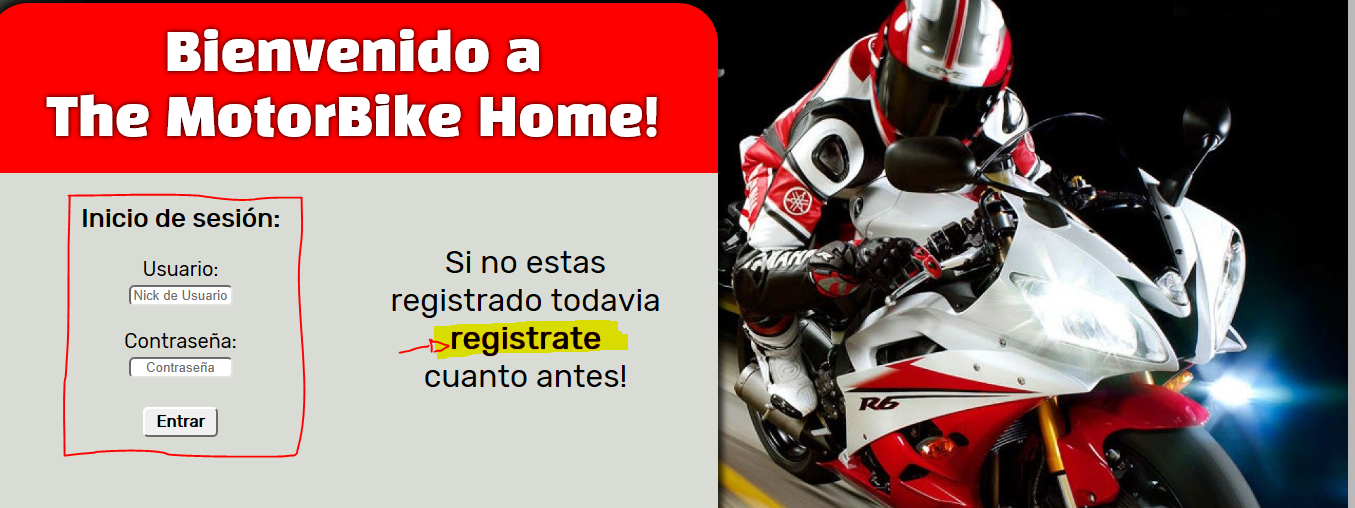 Bienvenido a
The MotorBike Home!
Inicio de sesión:
Usuario:
Nick de Usuario
Contraseña:
Contraseña
Entrar
Si no estas
registrado todavia
registrate
cuanto antes!
YAMAHA
R6